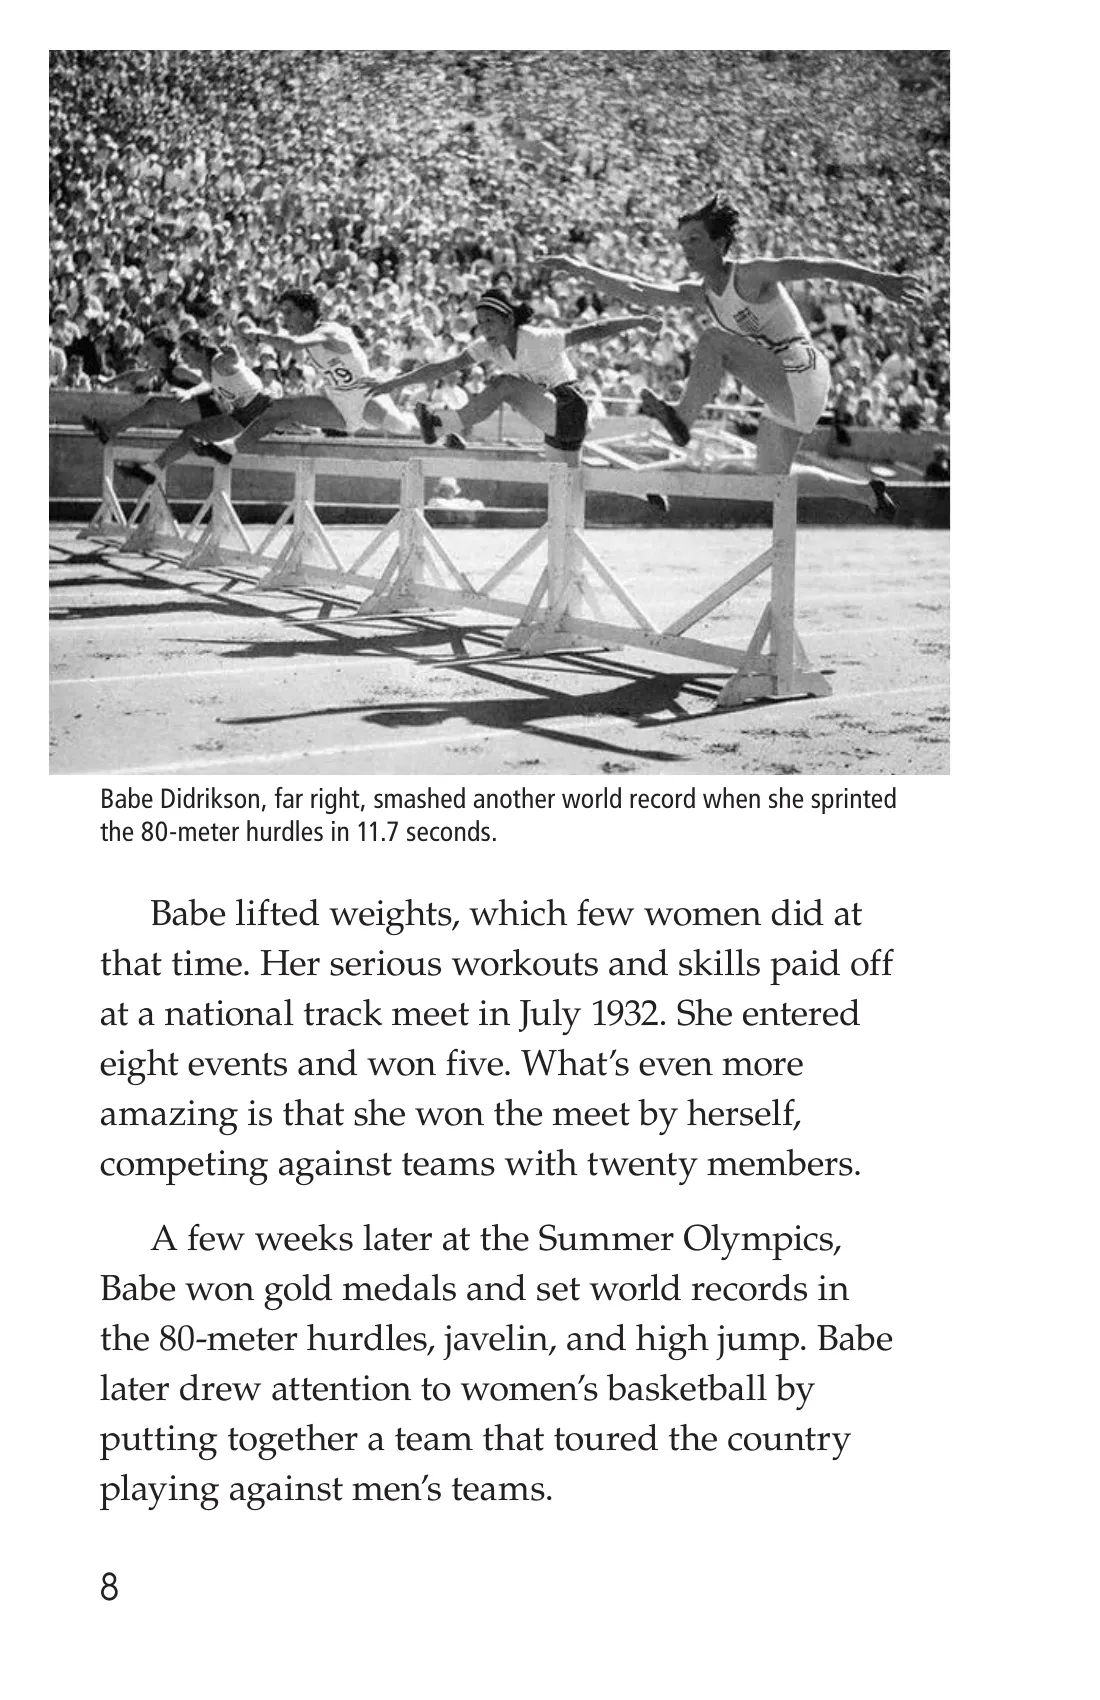 79
Babe Didrikson, far right, smashed another world record when she sprinted
the 80-meter hurdles in 11.7 seconds.
Babe lifted weights, which few women did at
that time. Her serious workouts and skills paid off
at a national track meet in July 1932. She entered
eight events and won five. What’s even more
amazing is that she won the meet by herself,
competing against teams with twenty members.
A few weeks later at the Summer Olympics,
Babe won gold medals and set world records in
the 80-meter hurdles, javelin, and high jump. Babe
later drew attention to women’s basketball by
putting together a team that toured the country
playing against men’s teams.
8